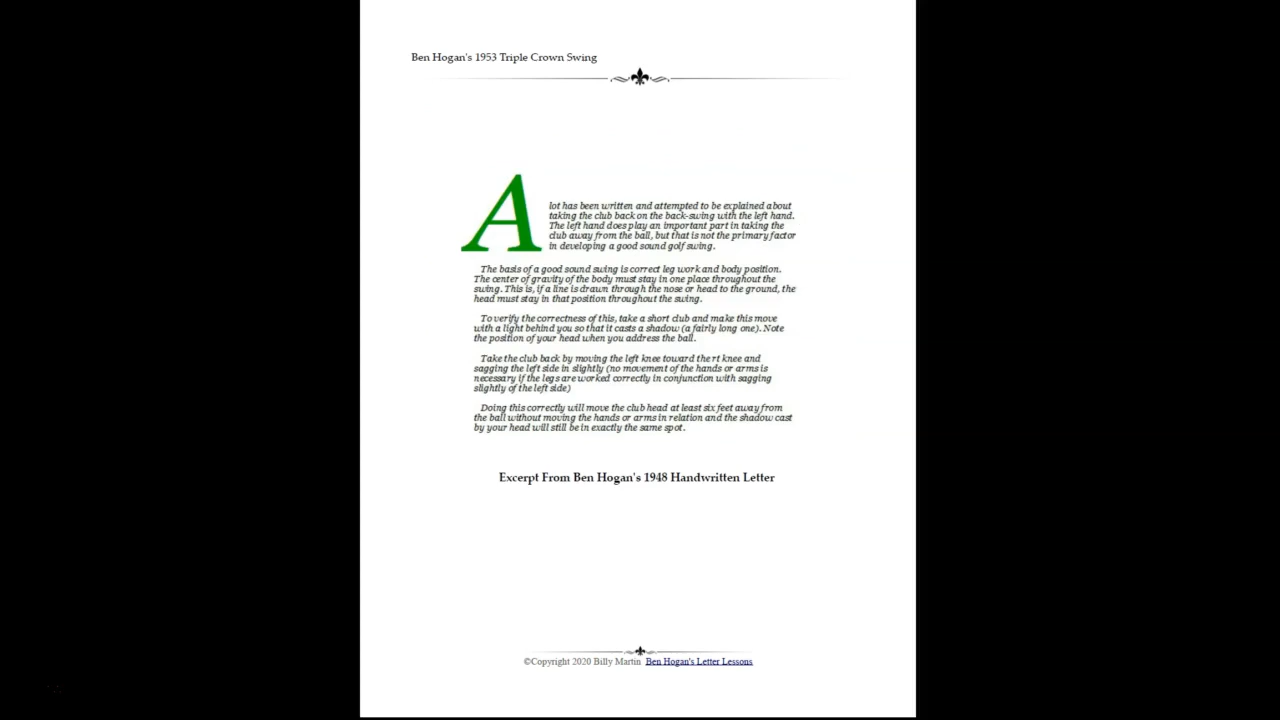 Ben Hogan's 1953 Triple Crown Swing
A lot has been written and attempted to be explained about
taking the club back on the back-swing with the left hand.
The left hand does play an important part in taking the
club away from the ball, but that is not the primary factor
in developing a good sound golf swing.
The basis of a good sound swing is correct leg work and body position.
The center of gravity of the body must stay in one place throughout the
swing. This is, if a line is drawn through the nose or head to the ground, the
head must stay in that position throughout the swing.
To verify the correctness of this, take a short club and make this move
with a light behind you so that it casts a shadow (a fairly long one). Note
the position of your head when you address the ball.
Take the club back by moving the left knee toward the rt knee and
sagging the left side in slightly (no movement of the hands or arms is
necessary if the legs are worked correctly in conjunction with sagging
slightly of the left side)
Doing this correctly will move the club head at least six feet away from
the ball without moving the hands or arms in relation and the shadow cast
by your head will still be in exactly the same spot.
Excerpt From Ben Hogan's 1948 Handwritten Letter
©Copyright 2020 Billy Martin Ben Hogan's Letter Lessons